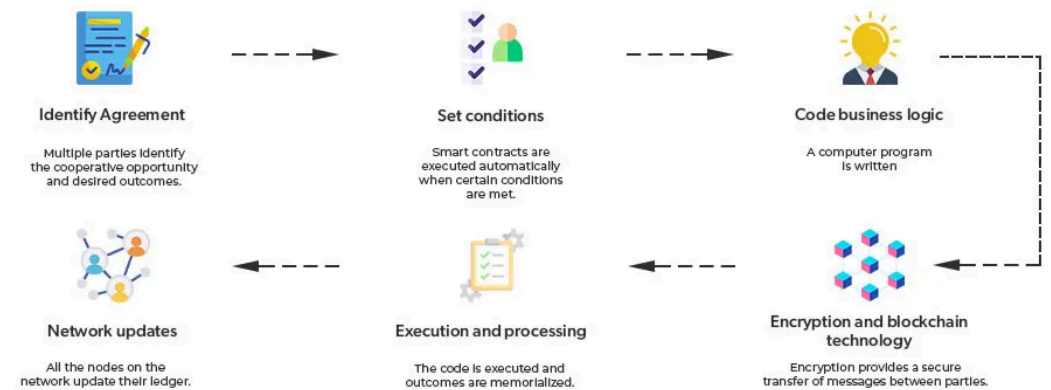 Identify Agreement
Multiple parties identify
the cooperative opportunity
and desired outcomes.
Set conditions
Smart contracts are
executed automatically
when certain conditions
are met.
Code business logic
A computer program
is written
Encryption and blockchain
technology
Encryption provides a secure
transfer of messages between parties.
Execution and processing
The code is executed and
outcomes are memorialized.
Network updates
All the nodes on the
network update their ledger.